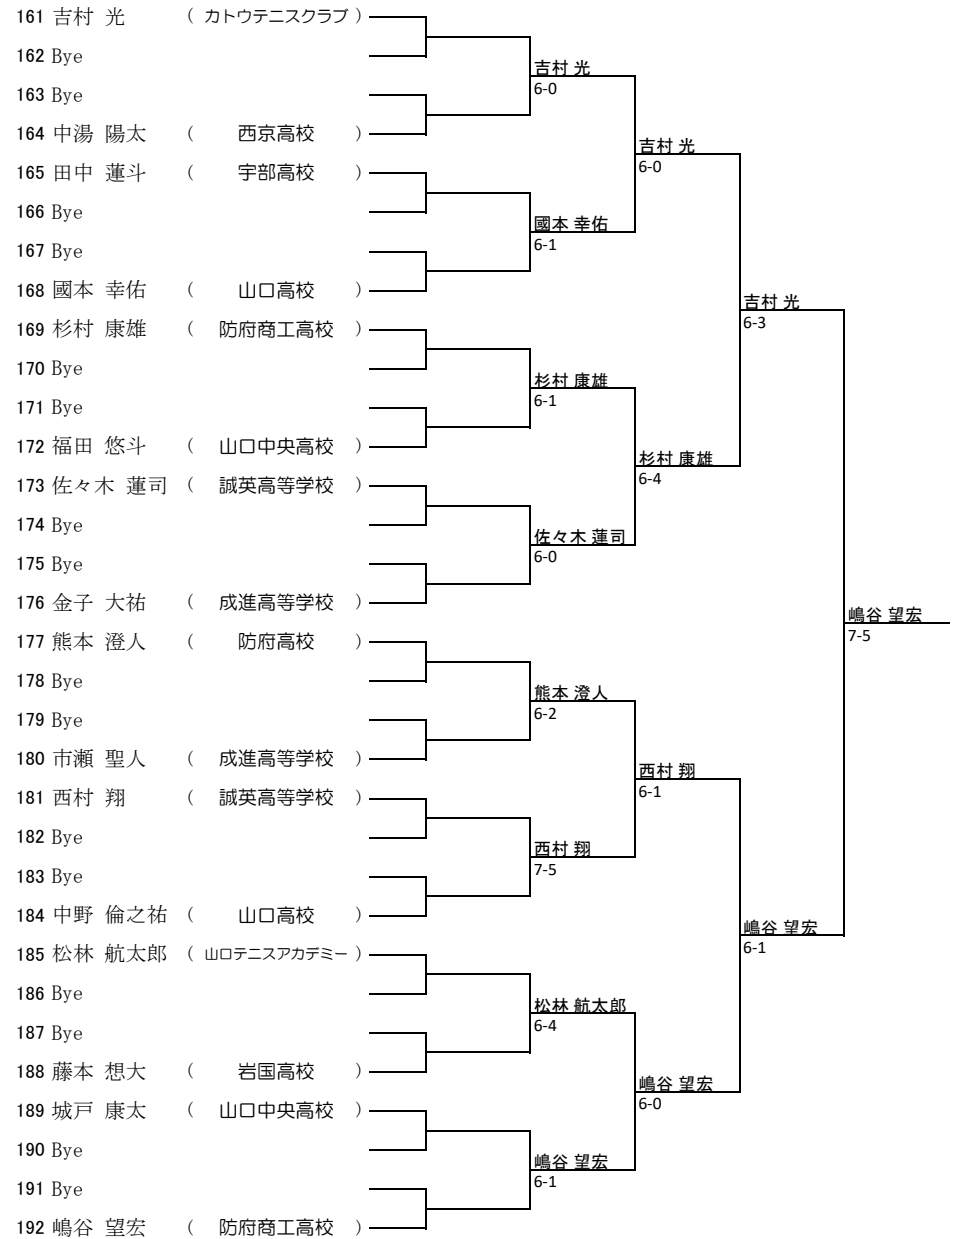 161 吉村 光 ( カトウテニスクラブ )
162 Bye
吉村 光
163 Bye
6-0
164 中湯 陽太 ( 西京高校 )
吉村 光
165 田中 蓮斗 ( 宇部高校 )
6-0
166 Bye
國本 幸佑
167 Bye
6-1
168 國本 幸佑 ( 山口高校 )
吉村 光
169 杉村 康雄 ( 防府商工高校 )
6-3
170 Bye
杉村 康雄
171 Bye
6-1
172 福田 悠斗 ( 山口中央高校 )
杉村 康雄
173 佐々木 蓮司 ( 誠英高等学校 )
6-4
174 Bye
佐々木 蓮司
175 Bye
6-0
176 金子 大祐 ( 成進高等学校 )
嶋谷 望宏
177 熊本 澄人 ( 防府高校 )
7-5
178 Bye
熊本 澄人
179 Bye
6-2
180 市瀬 聖人 ( 成進高等学校 )
西村 翔
181 西村 翔 ( 誠英高等学校 )
6-1
182 Bye
西村 翔
183 Bye
7-5
184 中野 倫之祐 ( 山口高校 )
嶋谷 望宏
185 松林 航太郎 ( 山口テニスアカデミー )
6-1
186 Bye
松林 航太郎
187 Bye
6-4
188 藤本 想大 ( 岩国高校 )
嶋谷 望宏
189 城戸 康太 ( 山口中央高校 )
6-0
190 Bye
嶋谷 望宏
191 Bye
6-1
192 嶋谷 望宏 ( 防府商工高校 )